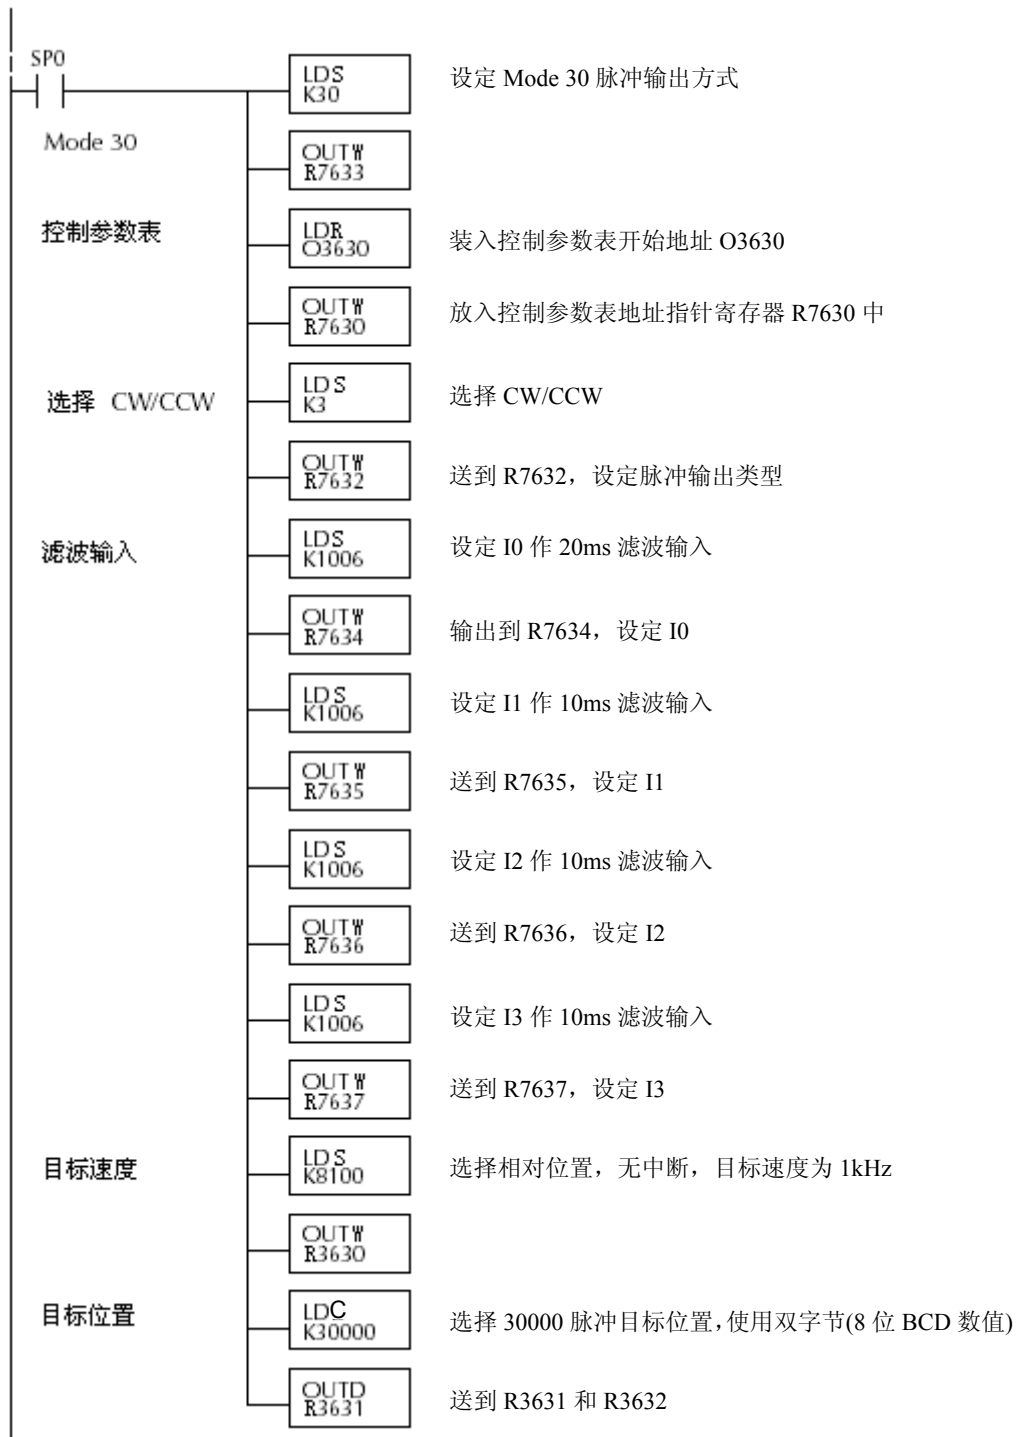 SP0
LDS
K30
设定 Mode 30 脉冲输出方式
Mode 30
OUTW
R7633
控制参数表
LDR
O3630
装入控制参数表开始地址 O3630
OUTW
R7630
放入控制参数表地址指针寄存器 R7630 中
选择 CW/CCW
LDS
K3
选择 CW/CCW
OUTW
R7632
送到 R7632，设定脉冲输出类型
滤波输入
LDS
K1006
设定 I0 作 20ms 滤波输入
OUTW
R7634
输出到 R7634，设定 I0
LDS
K1006
设定 I1 作 10ms 滤波输入
OUTW
R7635
送到 R7635，设定 I1
LDS
K1006
设定 I2 作 10ms 滤波输入
OUTW
R7636
送到 R7636，设定 I2
LDS
K1006
设定 I3 作 10ms 滤波输入
OUTW
R7637
送到 R7637，设定 I3
目标速度
LDS
K8100
选择相对位置，无中断，目标速度为 1kHz
OUTW
R3630
目标位置
LDC
K30000
选择 30000 脉冲目标位置，使用双字节(8 位 BCD 数值)
OUTD
R3631
送到 R3631 和 R3632